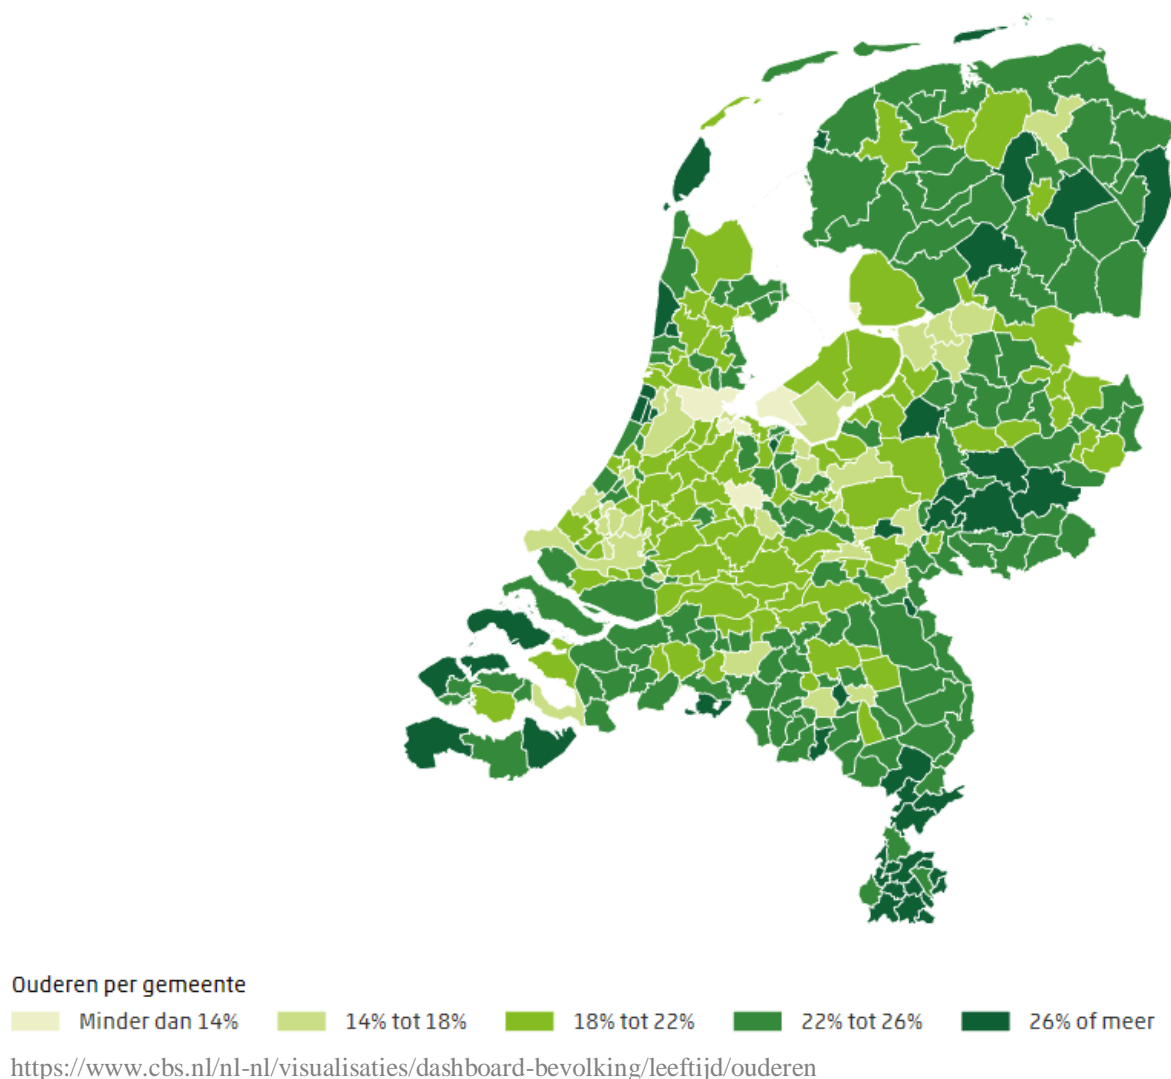 Ouderen per gemeente
Minder dan 14% 14% tot 18% 18% tot 22% 22% tot 26% 26% of meer
https://www.cbs.nl/nl-nl/visualisaties/dashboard-bevolking/leeftijd/ouderen